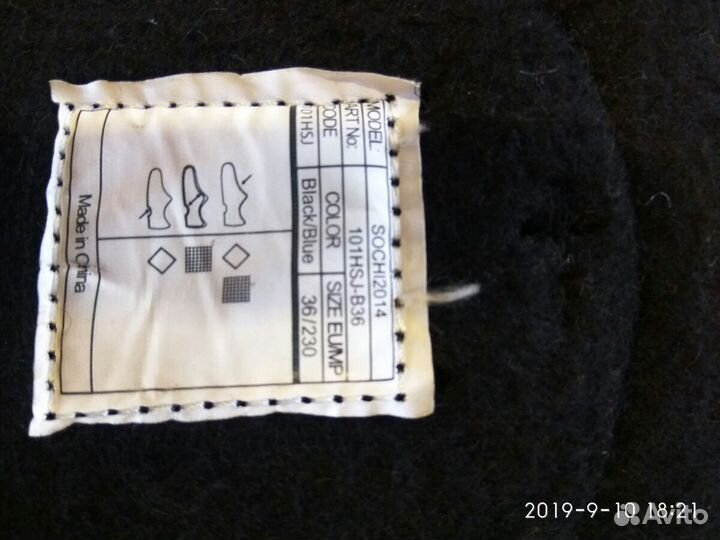 MODEL: SOCHI2014
ART No: 101HSJ-B36
CODE COLOR SIZE EU/MP
101HSJ Black/Blue 36/230
Made in China
2019-9-10 18:21
Avito